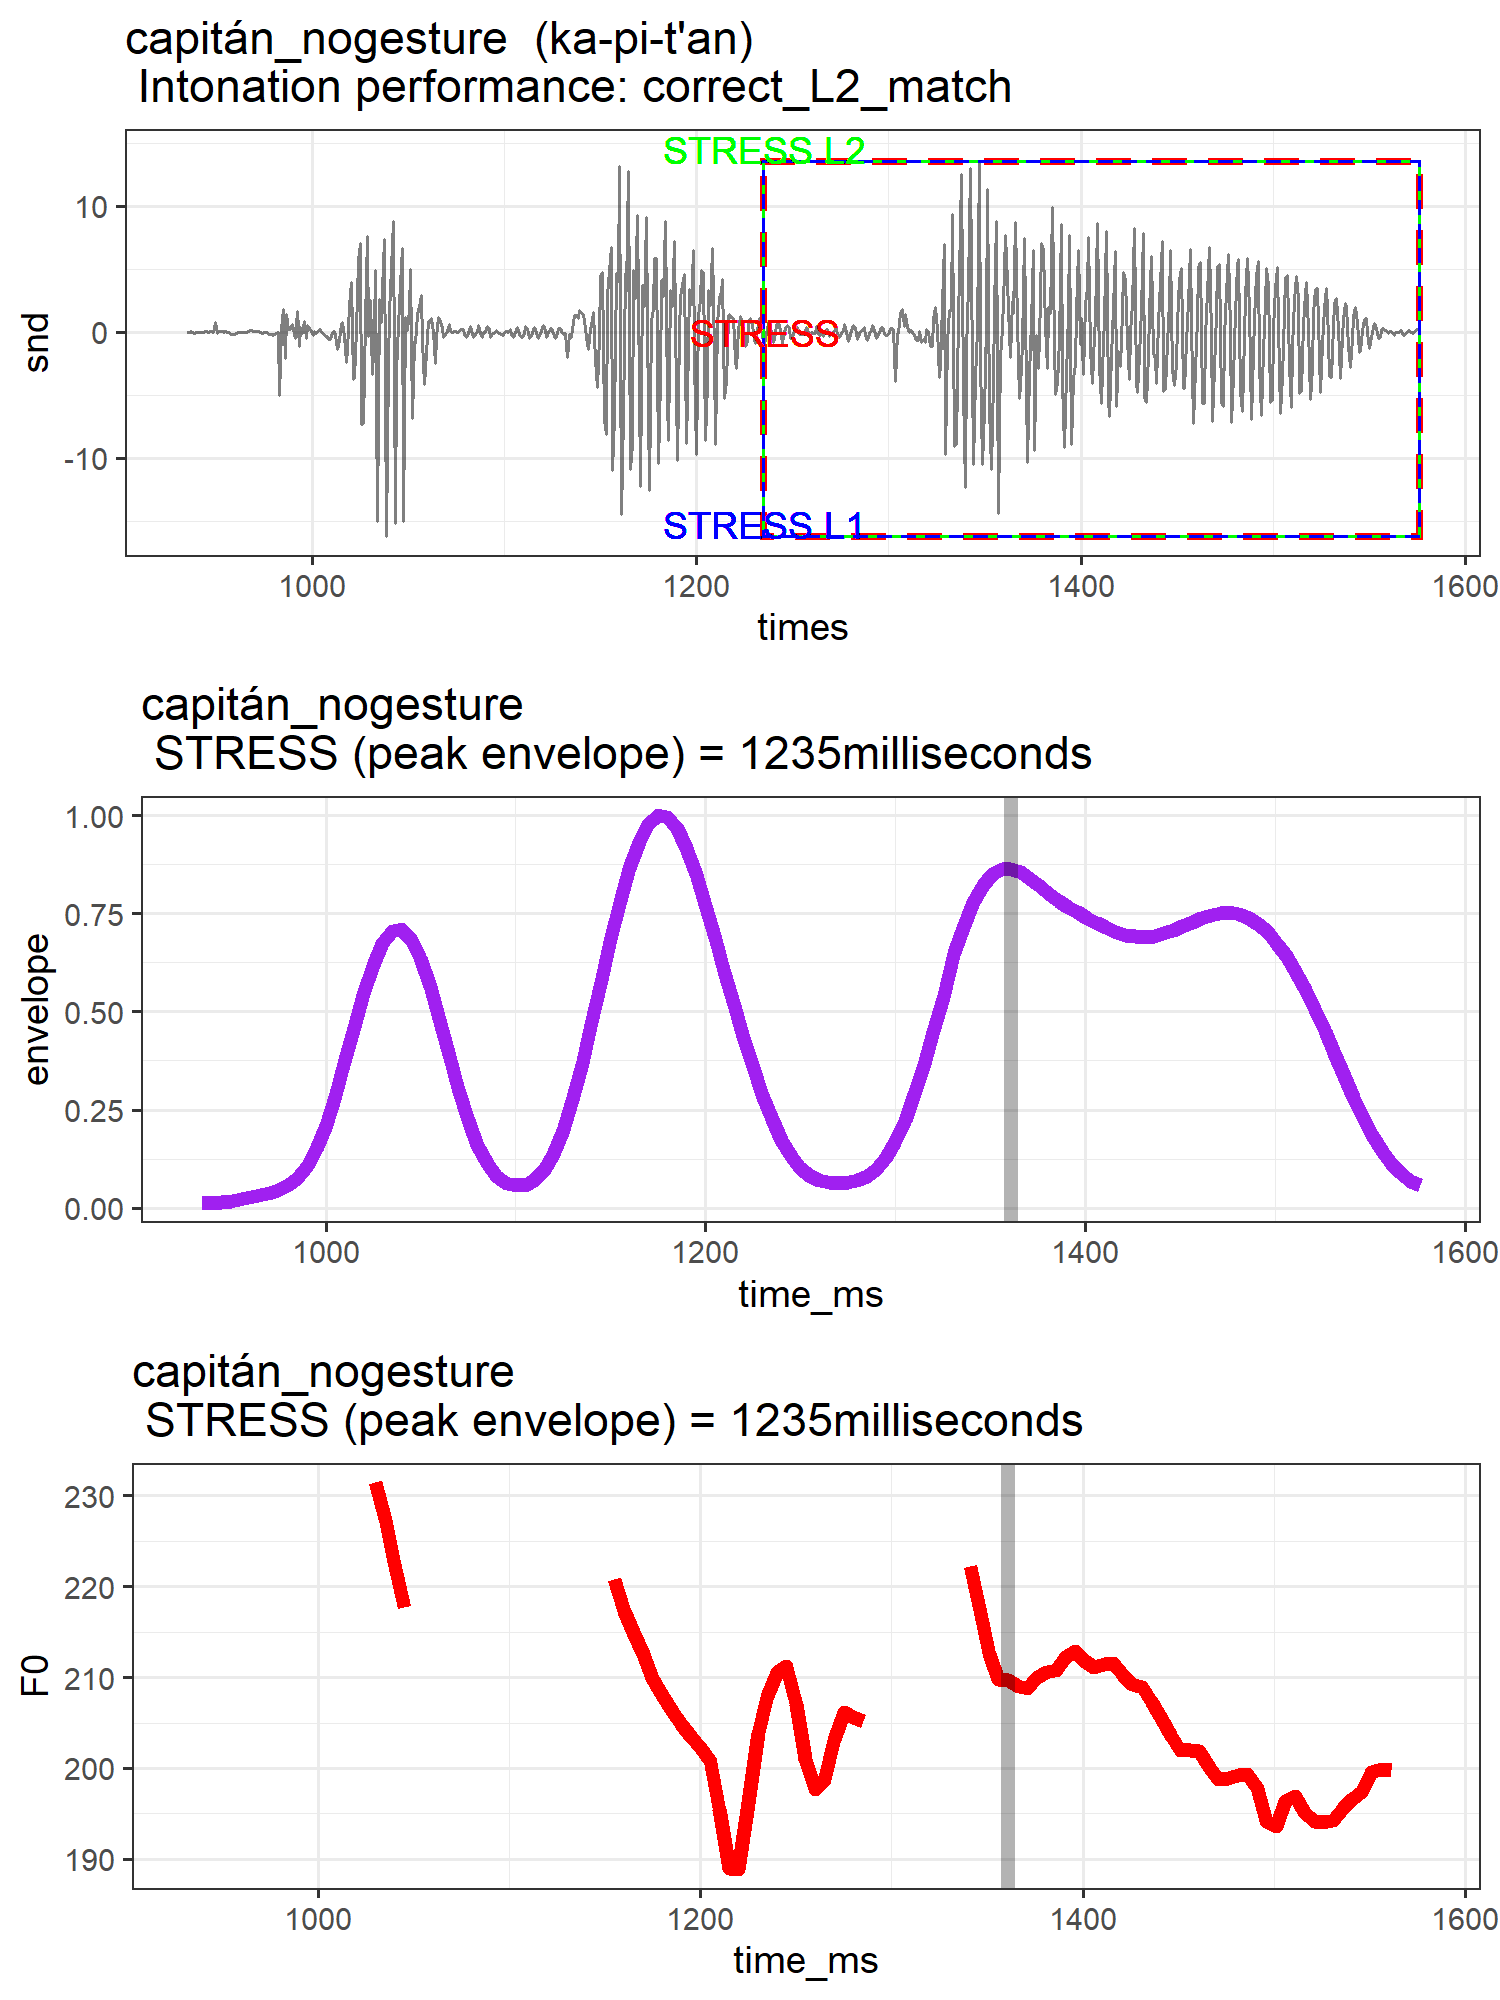 capitán_nogesture  (ka-pi-t'an)
Intonation performance: correct_L2_match
STRESS L2
10
STRESS
0
-10
STRESS L1
snd
1000 1200 1400 1600
times
capitán_nogesture
STRESS (peak envelope) = 1235milliseconds
1.00
0.75
0.50
0.25
0.00
envelope
1000 1200 1400 1600
time_ms
capitán_nogesture
STRESS (peak envelope) = 1235milliseconds
230
220
210
200
190
F0
1000 1200 1400 1600
time_ms